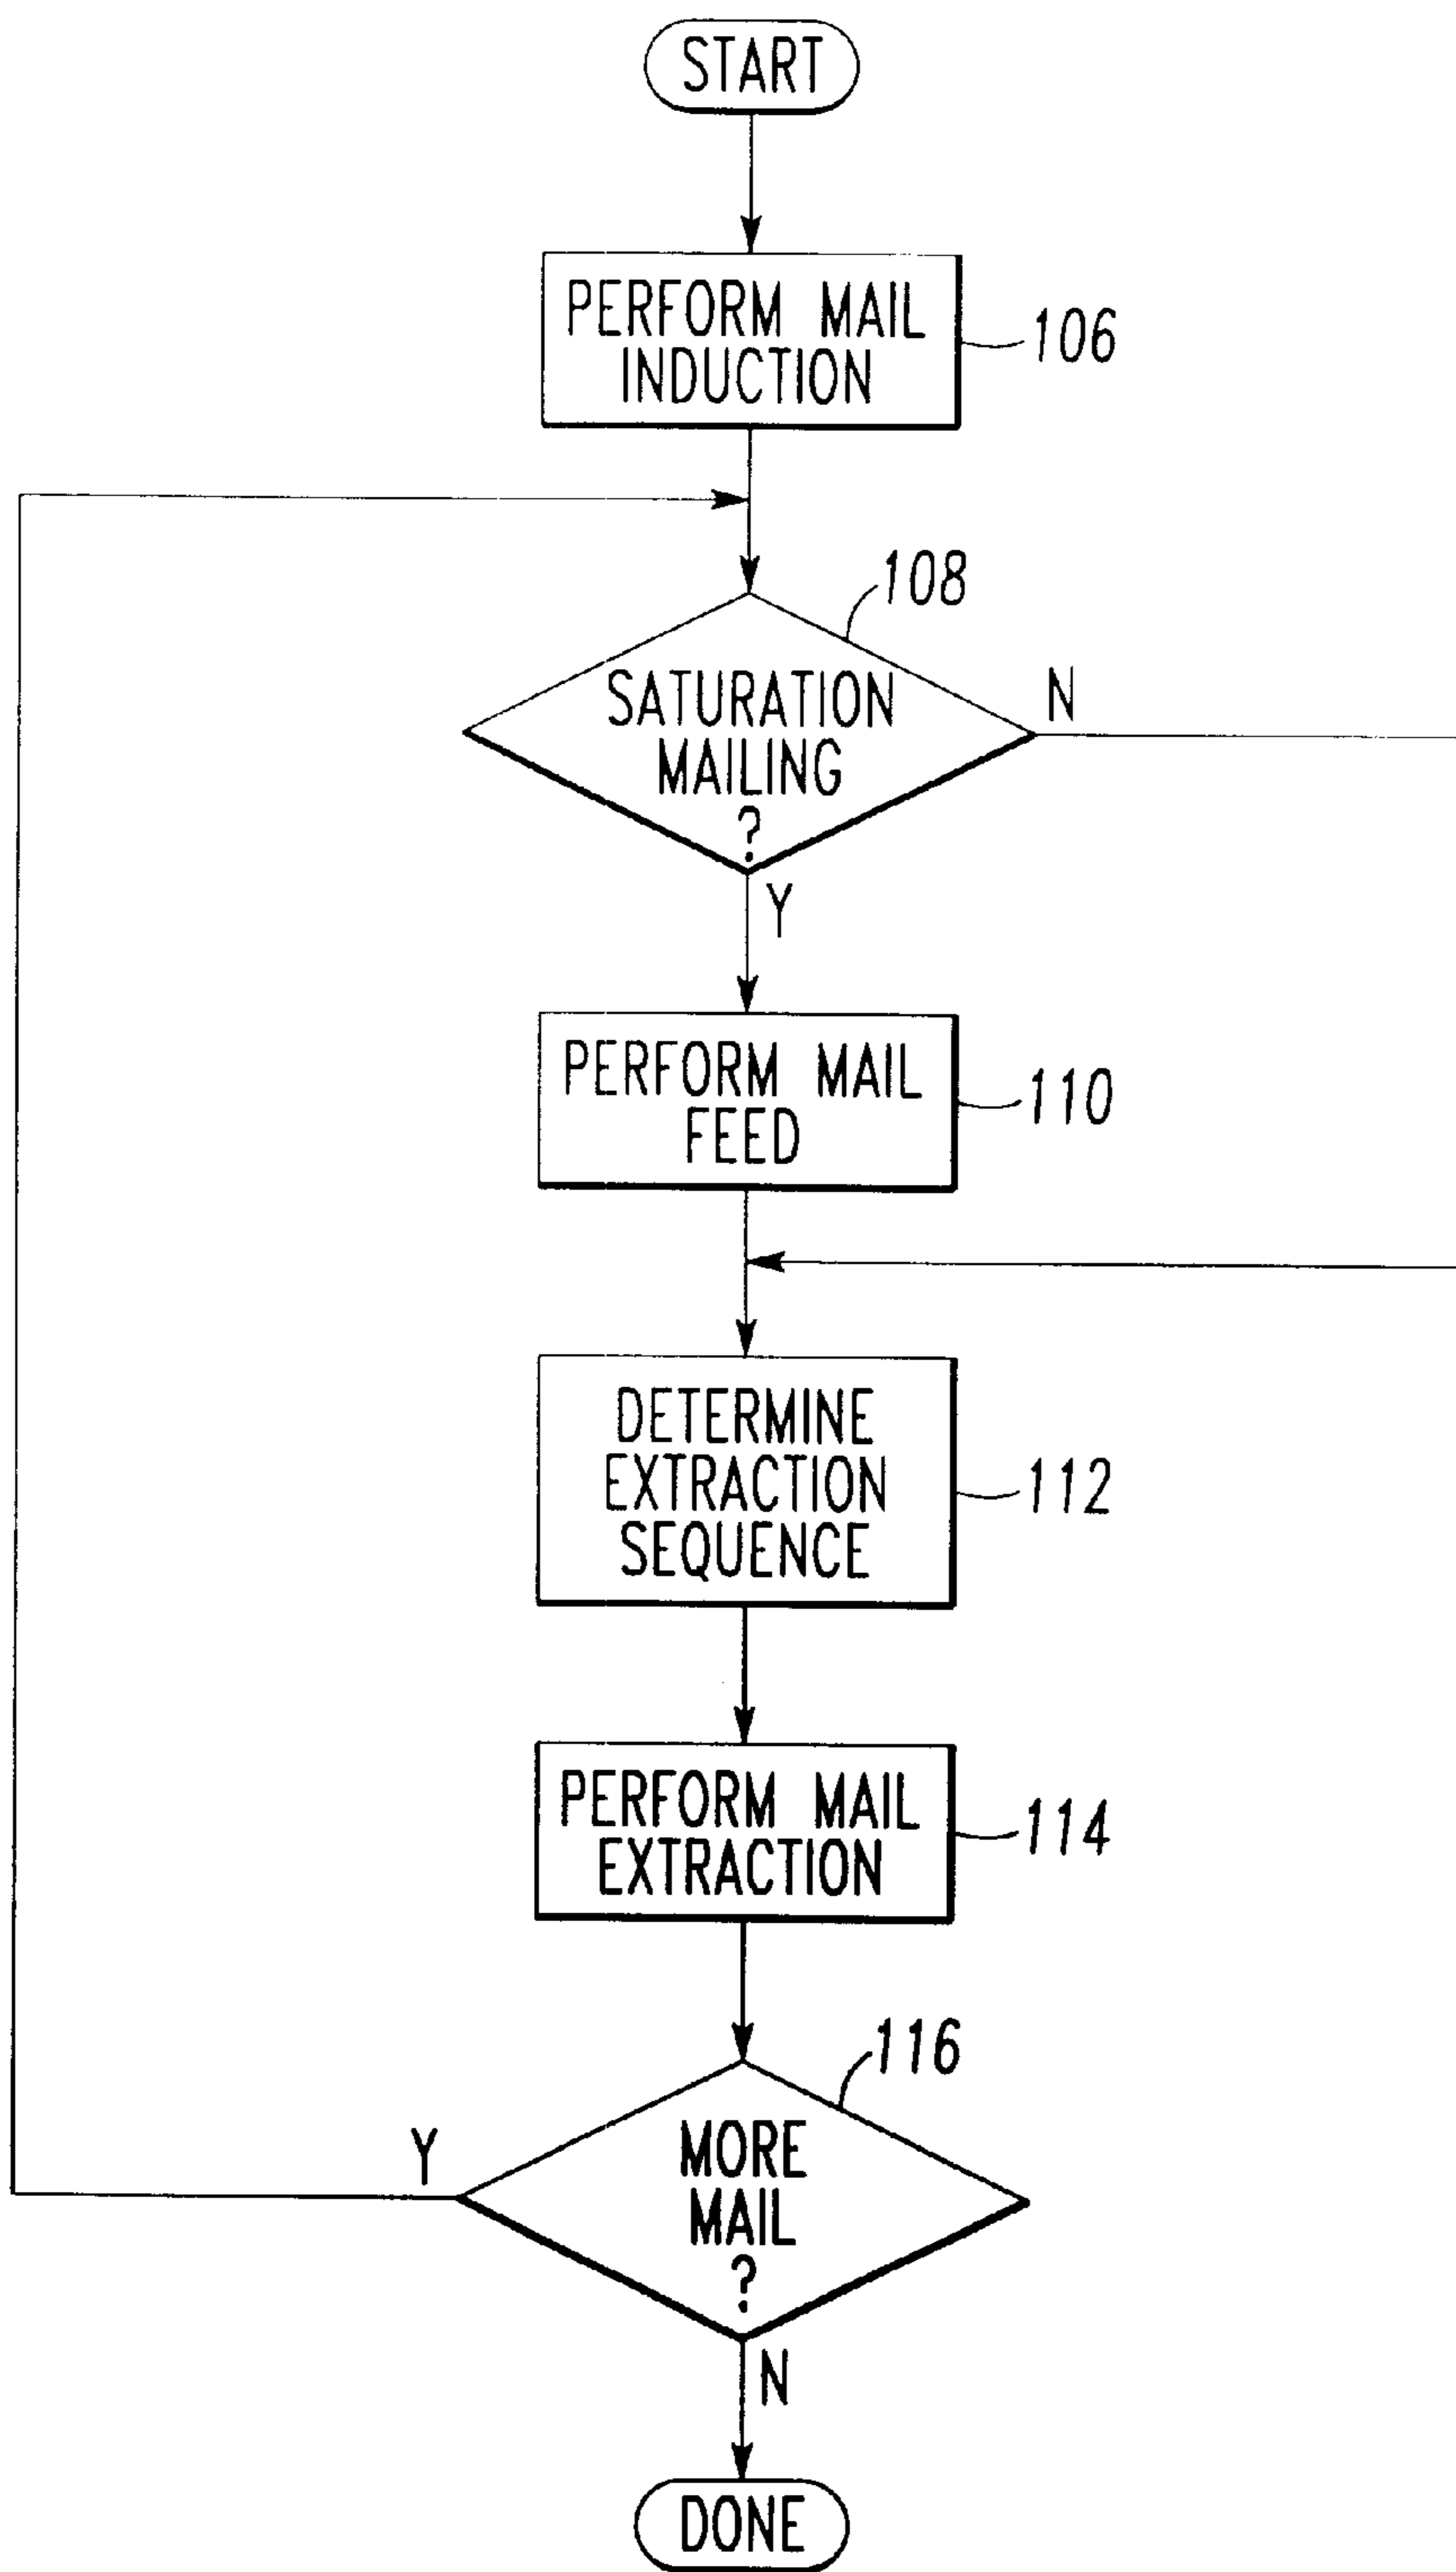 START
PERFORM MAIL
INDUCTION
106
108
SATURATION
MAILING
?
N
Y
PERFORM MAIL
FEED
110
DETERMINE
EXTRACTION
SEQUENCE
112
PERFORM MAIL
EXTRACTION
114
116
MORE
MAIL
?
Y
N
DONE